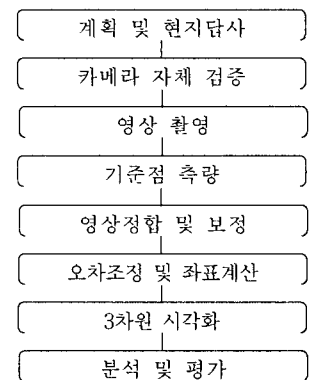 계획 및 현지답사
카메라 자체 검증
영상 촬영
기준점 측량
영상정합 및 보정
오차조정 및 좌표계산
3차원 시각화
분석 및 평가